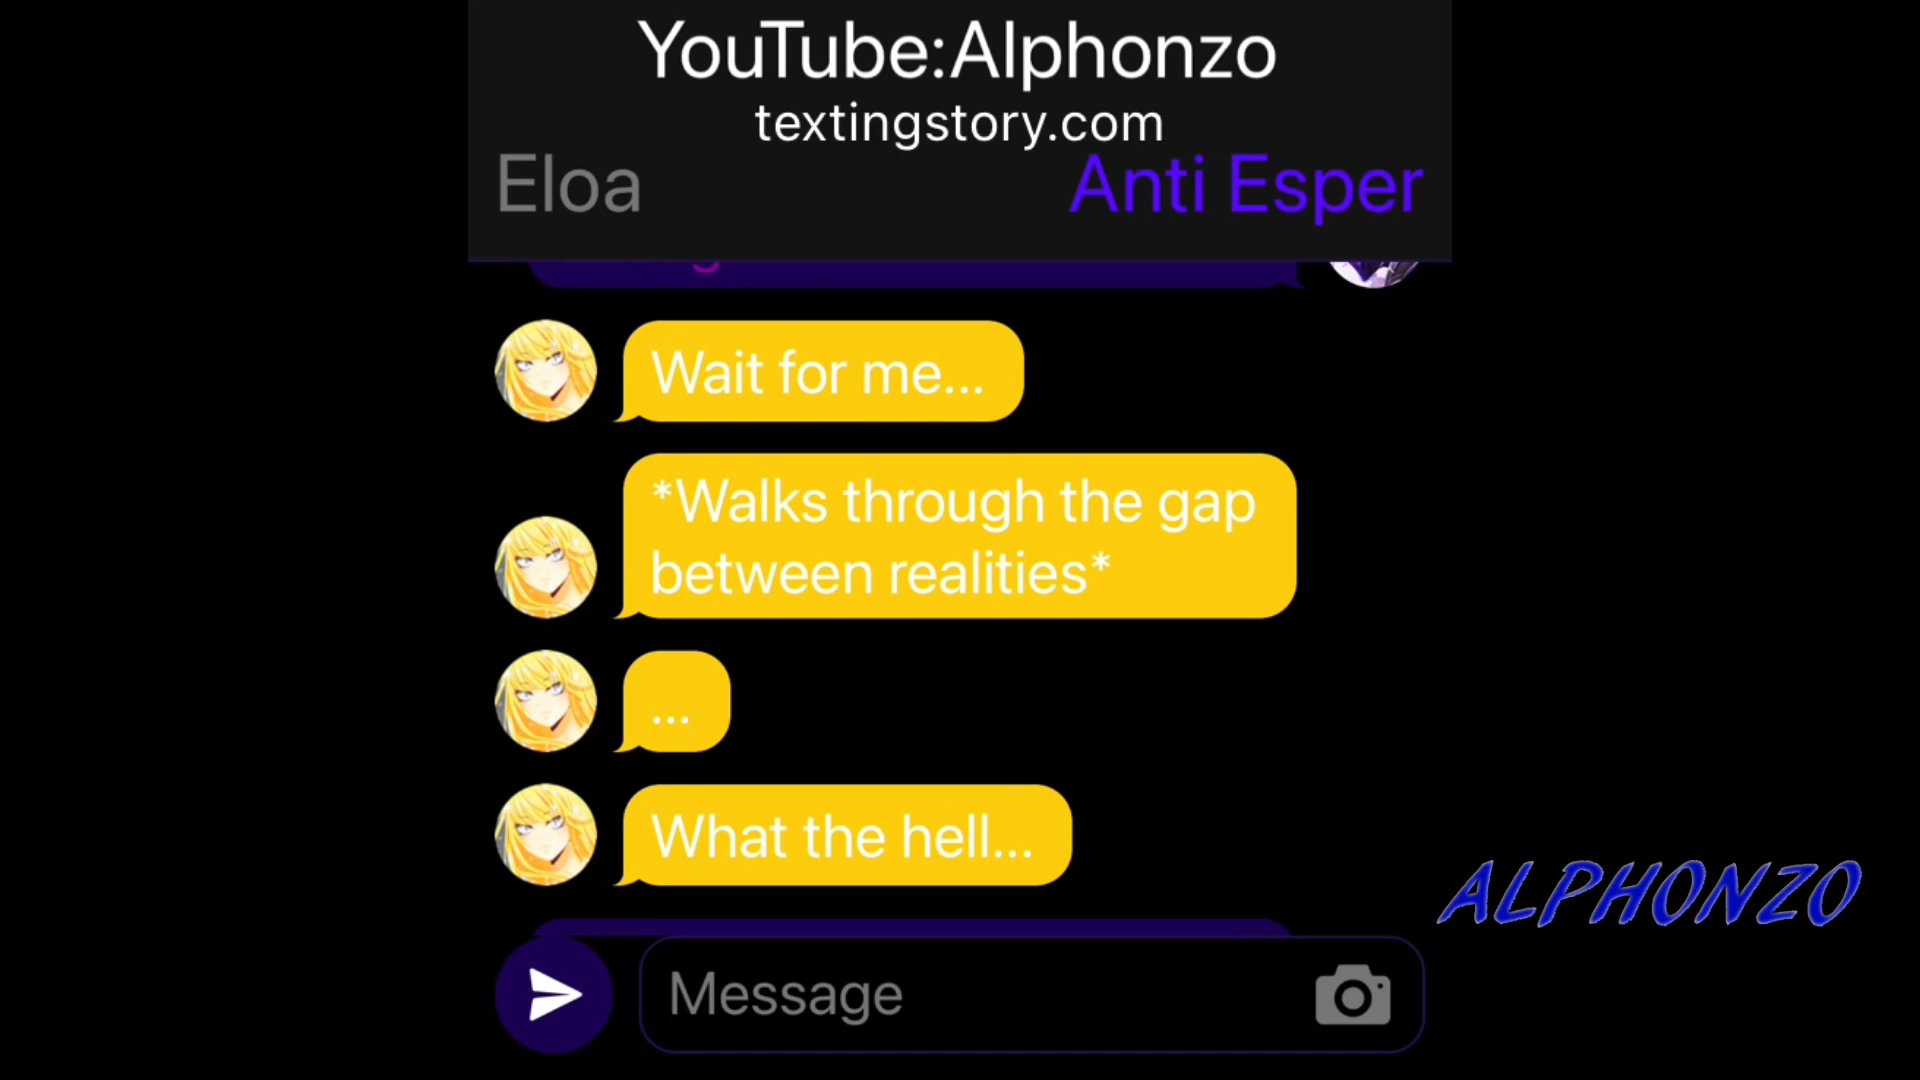 YouTube:Alphonzo
textingstory.com
Eloa
Anti Esper
Wait for me...
*Walks through the gap
between realities*
...
What the hell...
ALPHONZO
Message